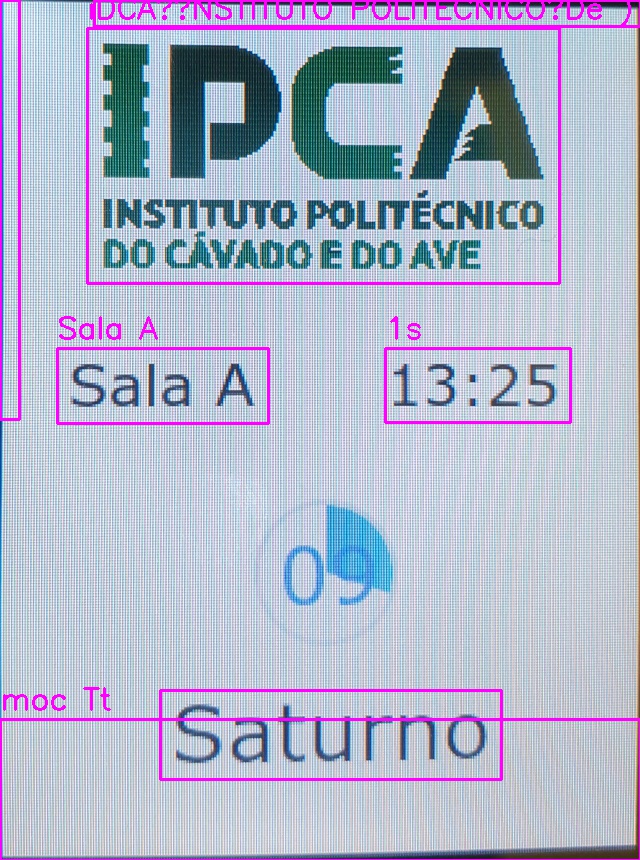 IDCA??NSTITUTO POLITECNICO?De )
IPCA
INSTITUTO POLITÉCNICO
DO CÁVADO E DO AVE
Sala A
1s
Sala A
13:25
09
moc Tt
Saturno